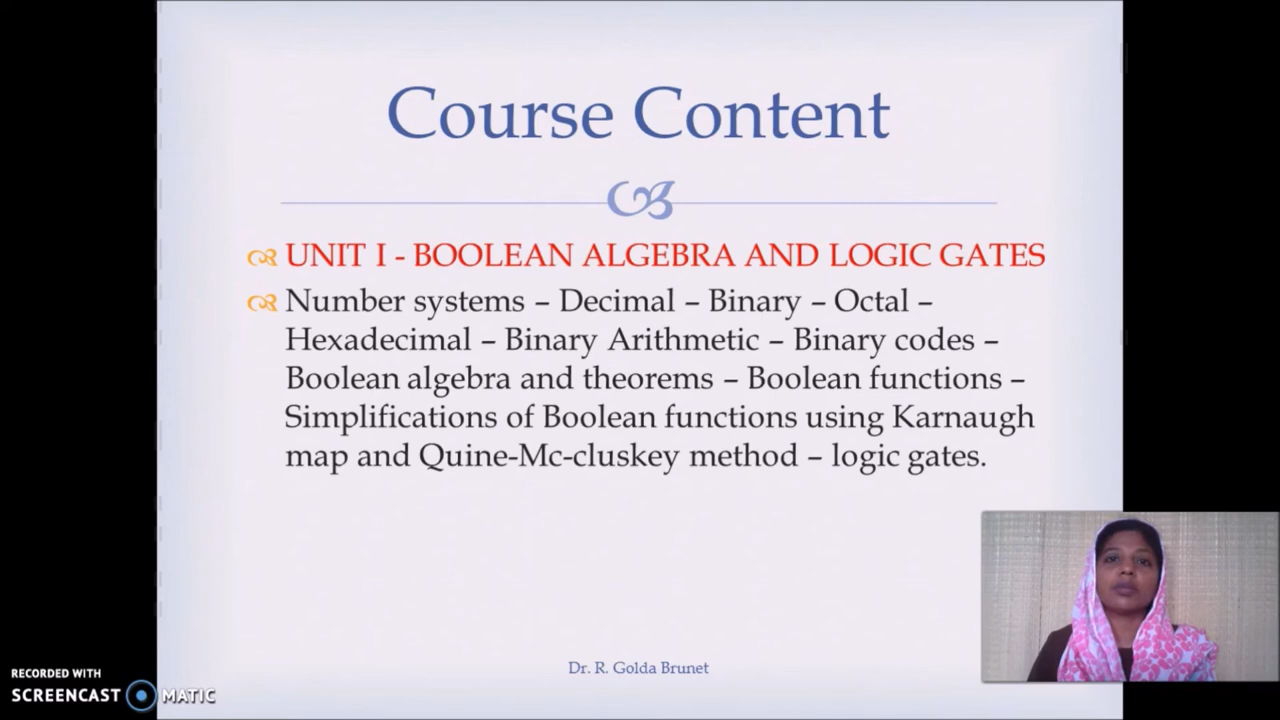 Course Content
UNIT I - BOOLEAN ALGEBRA AND LOGIC GATES
Number systems – Decimal – Binary – Octal –
Hexadecimal – Binary Arithmetic – Binary codes –
Boolean algebra and theorems – Boolean functions –
Simplifications of Boolean functions using Karnaugh
map and Quine-Mc-cluskey method – logic gates.
Dr. R. Golda Brunet
RECORDED WITH
SCREENCAST MATIC